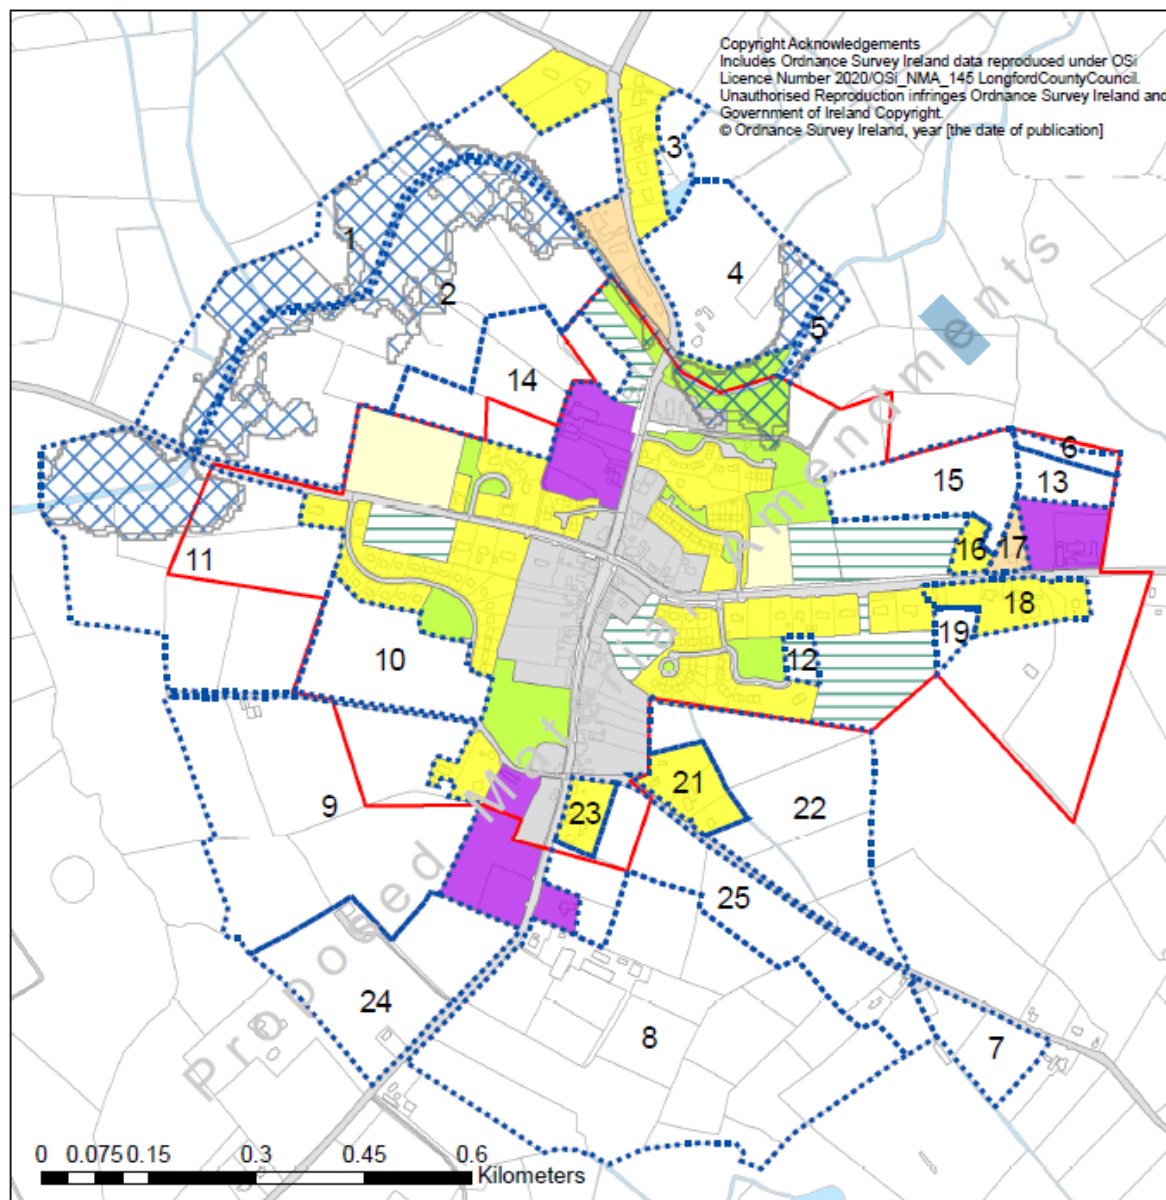 Copyright Acknowledgements
Includes Ordnance Survey Ireland data reproduced under OSi
Licence Number 2020/OSi_NMA_145 LongfordCountyCouncil.
Unauthorised Reproduction infringes Ordnance Survey Ireland and
Government of Ireland Copyright.
© Ordnance Survey Ireland, year [the date of publication]
3
1
4
2
5
14
6
15
13
16
17
11
18
19
10
12
21
9
23
22
25
24
8
7
Proposed Material Amendments
0 0.075 0.15 0.3 0.45 0.6
Kilometers